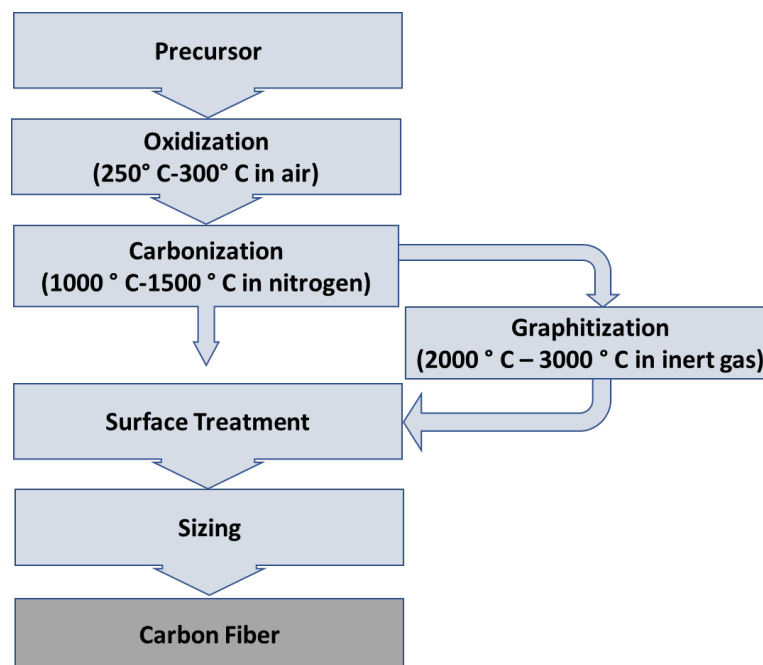 Precursor
Oxidization
(250° C-300° C in air)
Carbonization
(1000 ° C-1500 ° C in nitrogen)
Graphitization
(2000 ° C – 3000 ° C in inert gas)
Surface Treatment
Sizing
Carbon Fiber